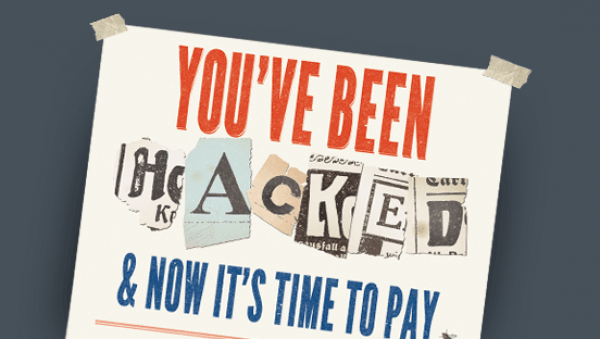 YOU'VE BEEN
HACKED
& NOW IT'S TIME TO PAY